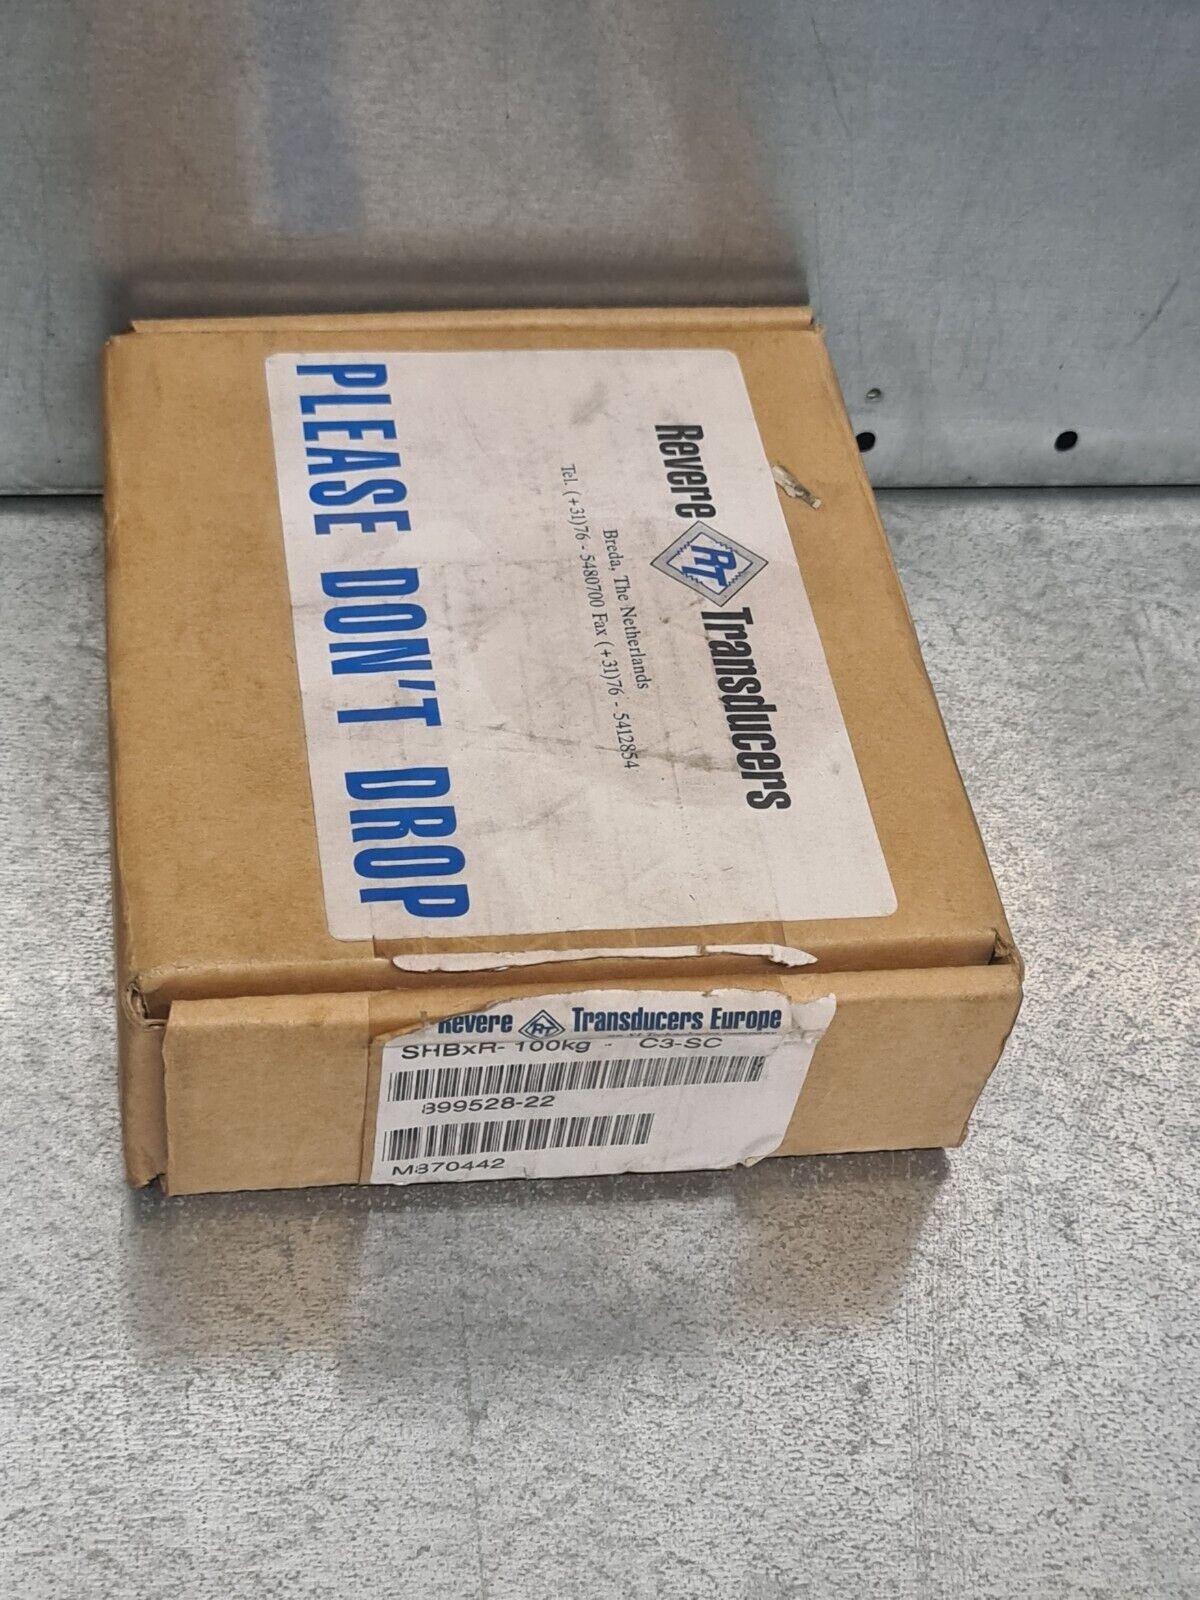 Revere RT Transducers
Breda, The Netherlands
Tel. (+31)76 - 5480700 Fax (+31)76 - 5412854
PLEASE DON'T DROP
Revere RT Transducers Europe
SHBxR- 100kg - C3-SC
899528-22
M870442